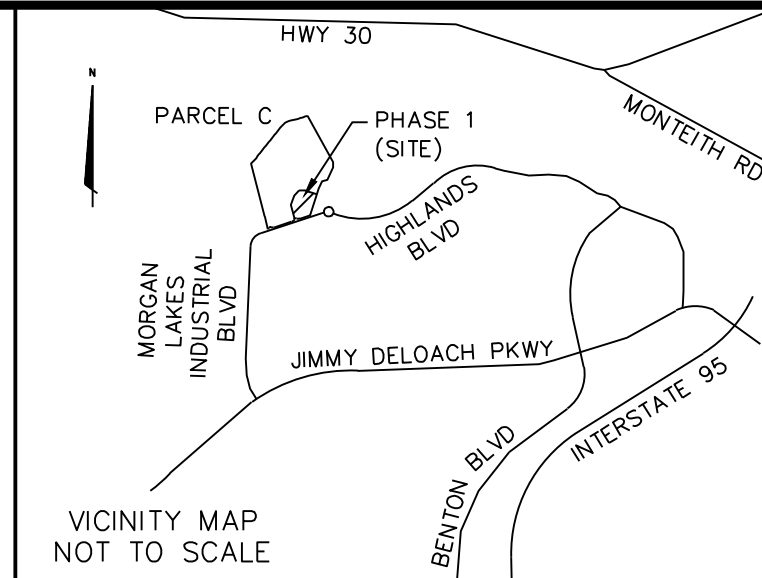 HWY 30
N
MONTEITH RD
PARCEL C
PHASE 1
(SITE)
HIGHLANDS
BLVD
MORGAN
LAKES
INDUSTRIAL
BLVD
JIMMY DELOACH PKWY
INTERSTATE 95
BENTON BLVD
VICINITY MAP
NOT TO SCALE